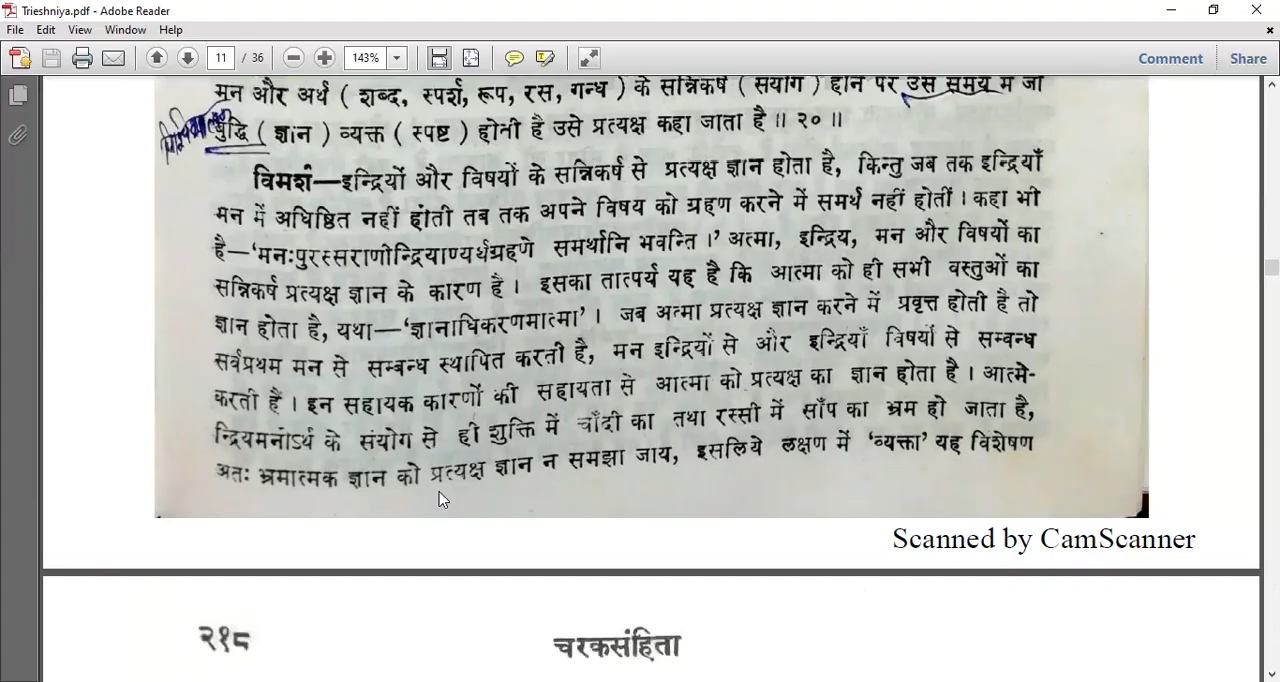 Trieshniya.pdf - Adobe Reader
File Edit View Window Help
11 / 36 143% Comment Share
मन और अर्थ ( शब्द, स्पर्श, रूप, रस, गन्ध ) के सन्निकर्ष ( संयोग ) होने पर उस समय में जो
बुद्धि ( ज्ञान ) व्यक्त ( स्पष्ट ) होती है उसे प्रत्यक्ष कहा जाता है ॥ २० ॥
विमर्श—इन्द्रियों और विषयों के सन्निकर्ष से प्रत्यक्ष ज्ञान होता है, किन्तु जब तक इन्द्रियाँ
मन में अधिष्ठित नहीं होती तब तक अपने विषय को ग्रहण करने में समर्थ नहीं होतीं । कहा भी
है—'मनःपुरस्सराणीन्द्रियाण्यर्थग्रहणे समर्थानि भवन्ति ।' अत्मा, इन्द्रिय, मन और विषयों का
सन्निकर्ष प्रत्यक्ष ज्ञान के कारण है । इसका तात्पर्य यह है कि आत्मा को ही सभी वस्तुओं का
ज्ञान होता है, यथा—'ज्ञानाधिकरणमात्मा' । जब अत्मा प्रत्यक्ष ज्ञान करने में प्रवृत्त होती है तो
सर्वप्रथम मन से सम्बन्ध स्थापित करती है, मन इन्द्रियों से और इन्द्रियाँ विषयों से सम्बन्ध
करती हैं । इन सहायक कारणों की सहायता से आत्मा को प्रत्यक्ष का ज्ञान होता है । आत्मे-
न्द्रियमनोऽर्थ के संयोग से ही शुक्ति में चाँदी का तथा रस्सी में साँप का भ्रम हो जाता है,
अतः भ्रमात्मक ज्ञान को प्रत्यक्ष ज्ञान न समझा जाय, इसलिये लक्षण में 'व्यक्ता' यह विशेषण
Scanned by CamScanner
२१८ चरकसंहिता